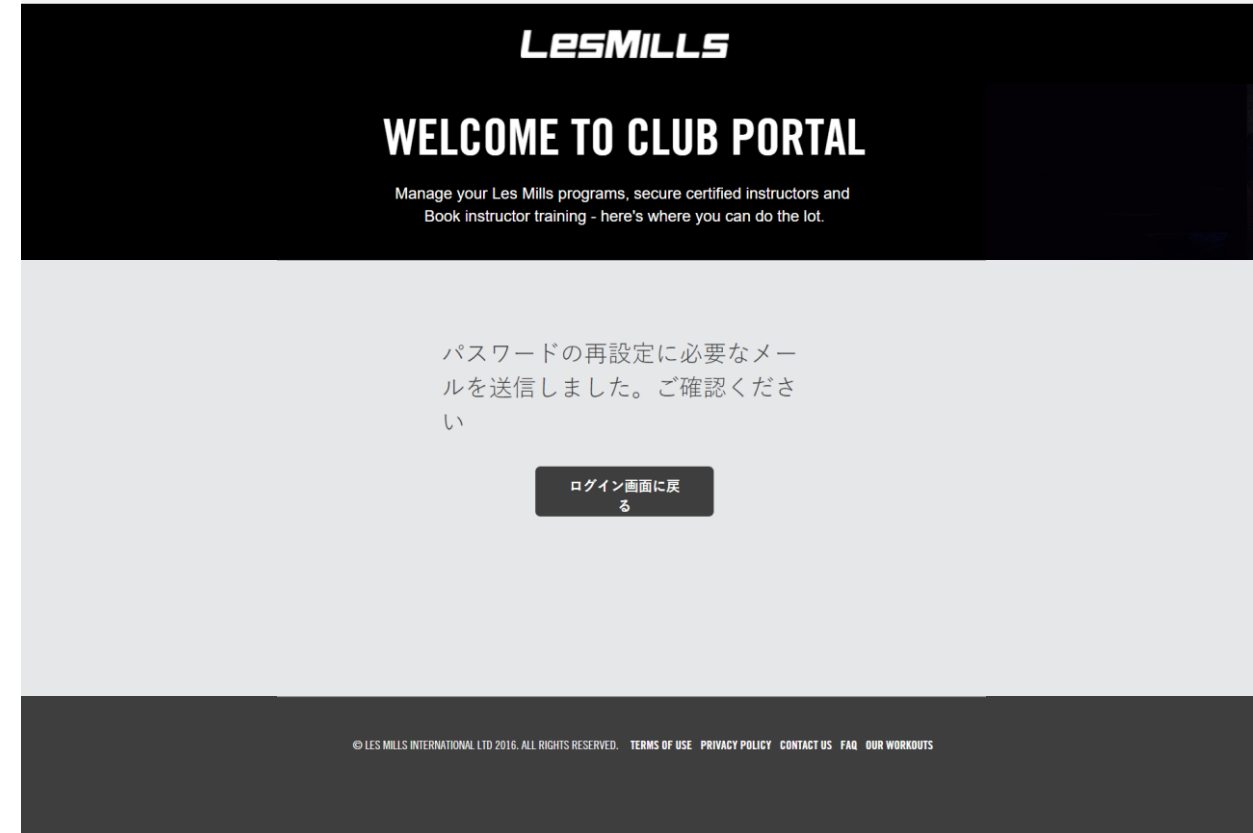 LESMILLS
WELCOME TO CLUB PORTAL
Manage your Les Mills programs, secure certified instructors and
Book instructor training - here's where you can do the lot.
パスワードの再設定に必要なメー
ルを送信しました。ご確認くださ
い
ログイン画面に戻
る
© LES MILLS INTERNATIONAL LTD 2016. ALL RIGHTS RESERVED. TERMS OF USE PRIVACY POLICY CONTACT US FAQ OUR WORKOUTS